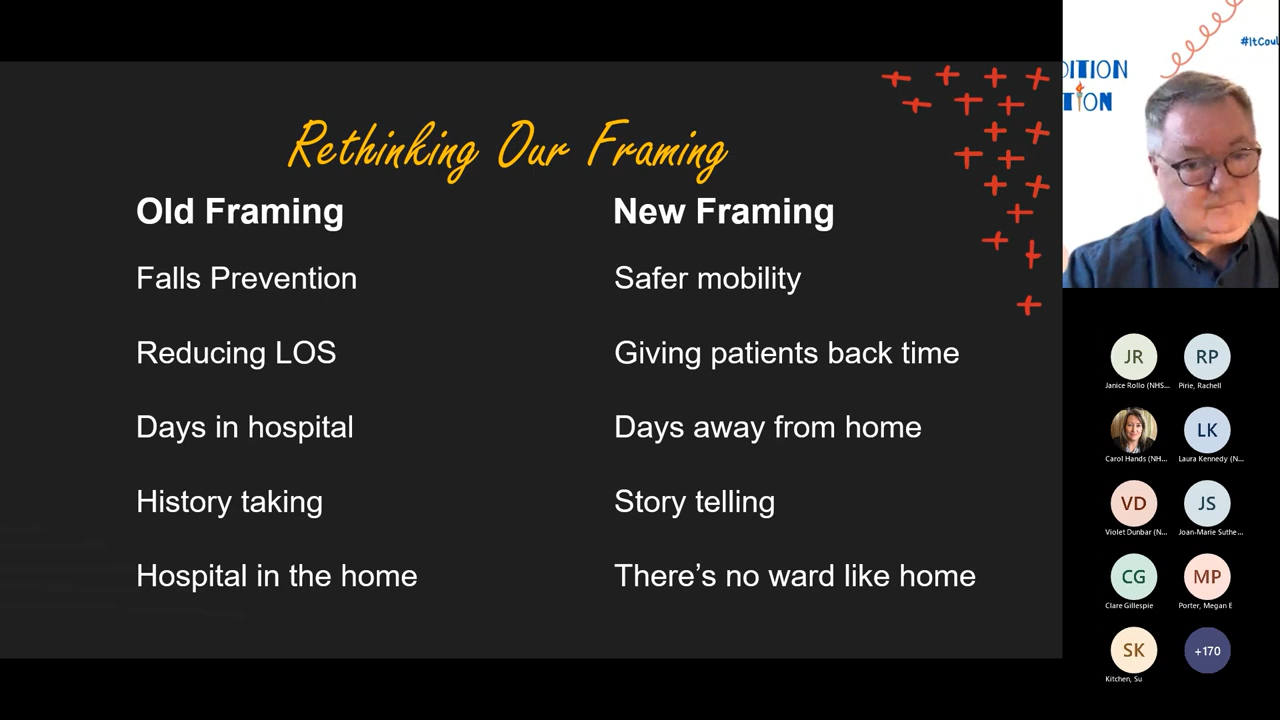 Rethinking Our Framing
Old Framing
New Framing
Falls Prevention
Safer mobility
Reducing LOS
Giving patients back time
Days in hospital
Days away from home
History taking
Story telling
Hospital in the home
There's no ward like home
#ItCoul
DITION
TION
JR
RP
Janice Rollo (NHS...
Pirie, Rachell
LK
Carol Hands (NH...
Laura Kennedy (N...
VD
JS
Violet Dunbar (N...
Joan-Marie Suthe...
CG
MP
Clare Gillespie
Porter, Megan E
SK
+170
Kitchen, Su